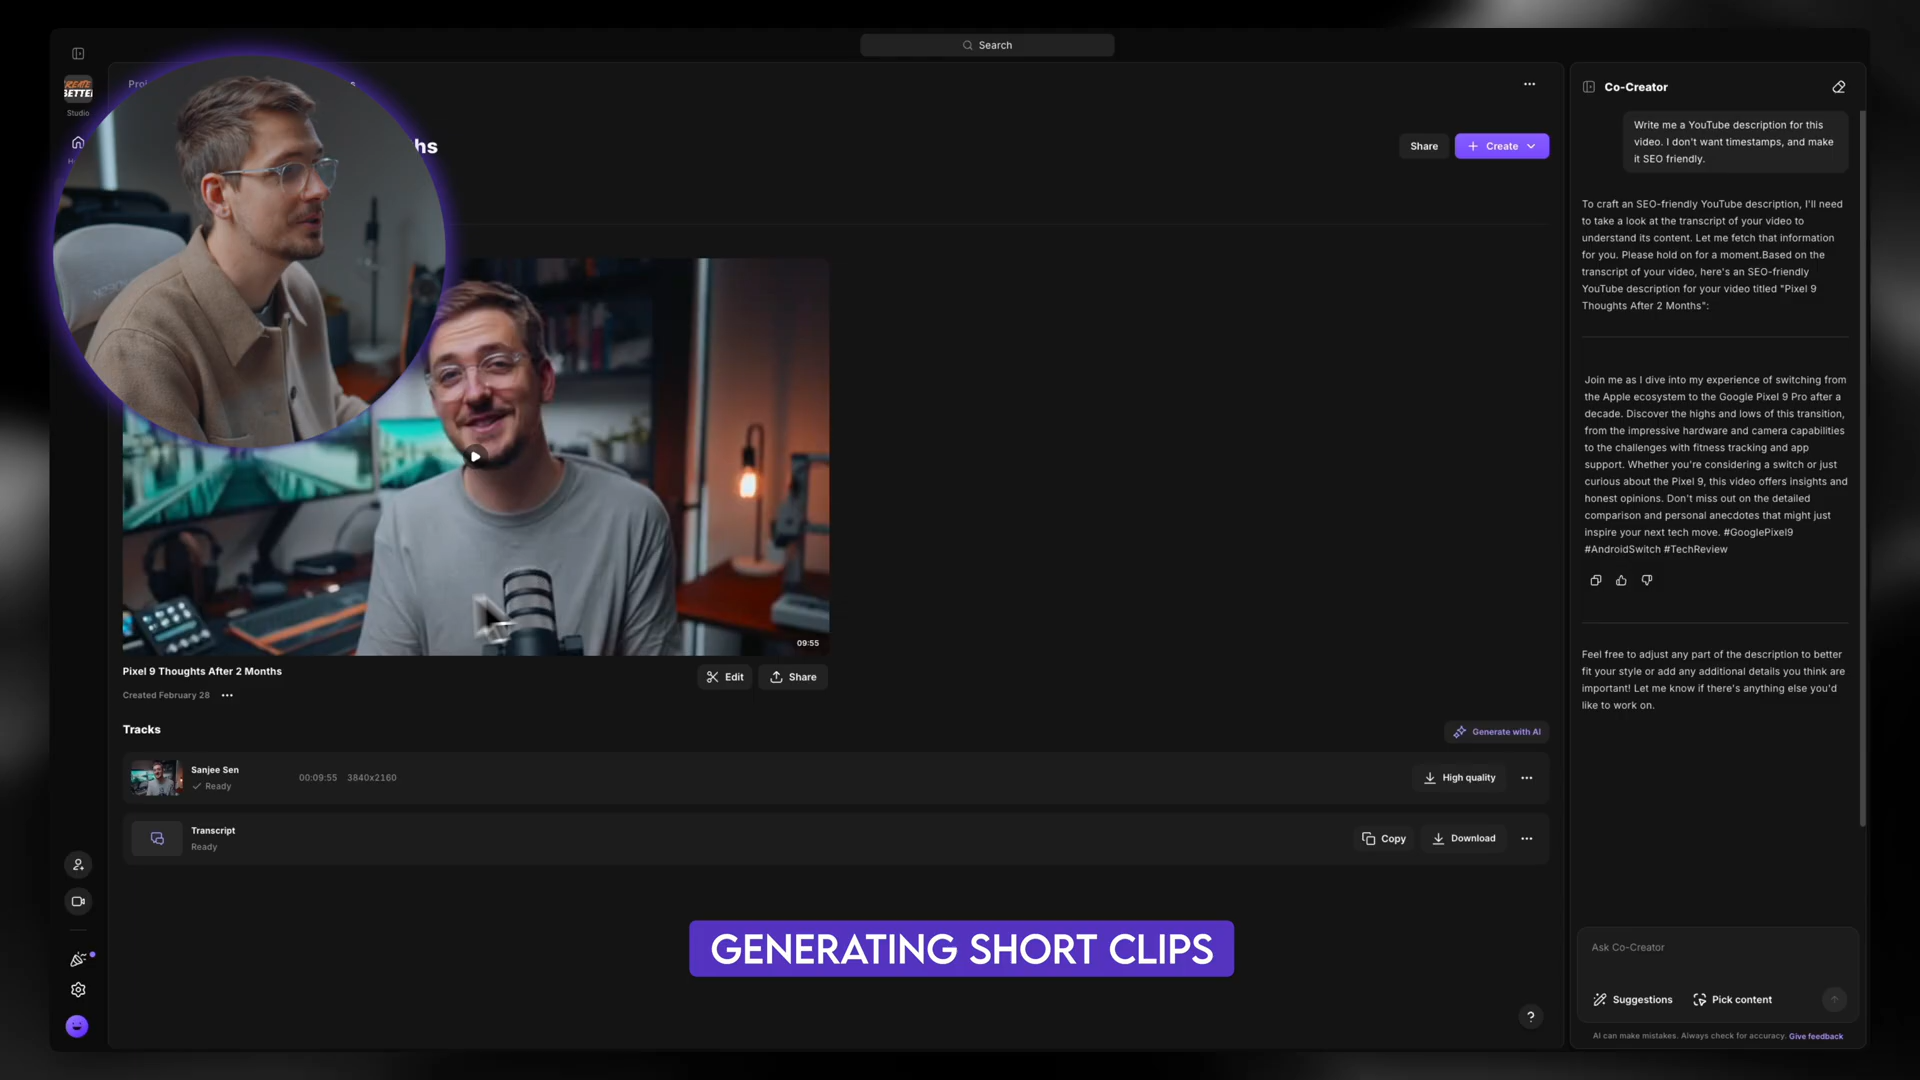 Search
CREATE
BETTER
Studio
Share
Create
09:55
Pixel 9 Thoughts After 2 Months
Edit
Share
Created February 28
Tracks
Generate with AI
Sanjee Sen
Ready
00:09:55
3840x2160
High quality
Transcript
Ready
Copy
Download
GENERATING SHORT CLIPS
?
Co-Creator
Write me a YouTube description for this
video. I don't want timestamps, and make
it SEO friendly.
To craft an SEO-friendly YouTube description, I'll need
to take a look at the transcript of your video to
understand its content. Let me fetch that information
for you. Please hold on for a moment.Based on the
transcript of your video, here's an SEO-friendly
YouTube description for your video titled "Pixel 9
Thoughts After 2 Months":
Join me as I dive into my experience of switching from
the Apple ecosystem to the Google Pixel 9 Pro after a
decade. Discover the highs and lows of this transition,
from the impressive hardware and camera capabilities
to the challenges with fitness tracking and app
support. Whether you're considering a switch or just
curious about the Pixel 9, this video offers insights and
honest opinions. Don't miss out on the detailed
comparison and personal anecdotes that might just
inspire your next tech move. #GooglePixel9
#AndroidSwitch #TechReview
Feel free to adjust any part of the description to better
fit your style or add any additional details you think are
important! Let me know if there's anything else you'd
like to work on.
Ask Co-Creator
Suggestions
Pick content
AI can make mistakes. Always check for accuracy. Give feedback